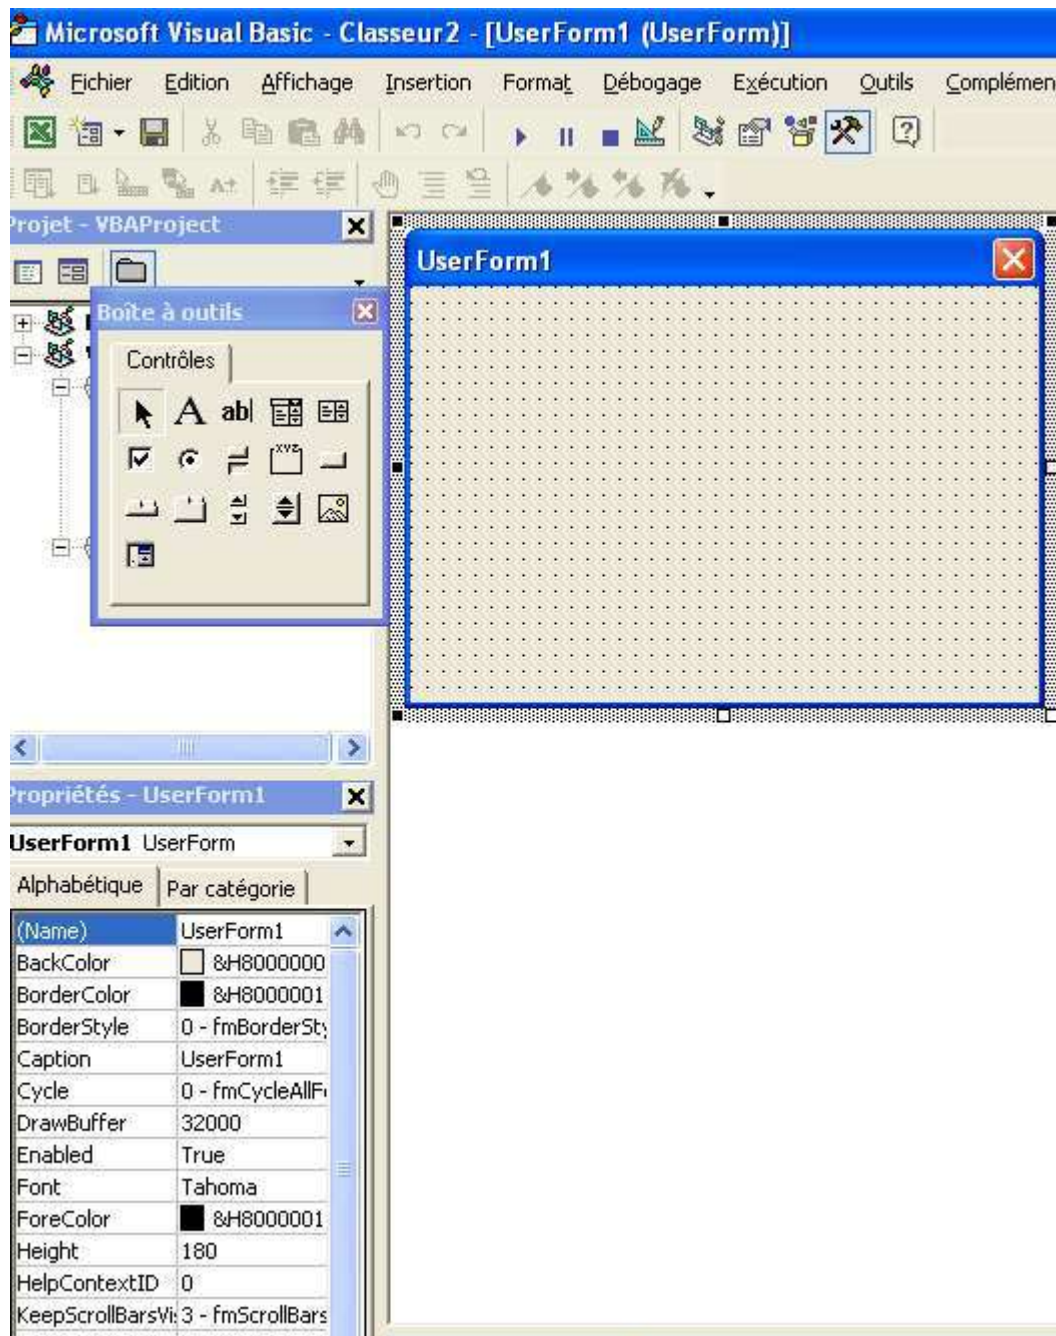 Microsoft Visual Basic - Classeur2 - [UserForm1 (UserForm)]
Fichier Edition Affichage Insertion Format Débogage Exécution Outils Complémen
Projet - VBAProject
UserForm1
Boîte à outils
Contrôles
A abl
XYZ
Propriétés - UserForm1
UserForm1 UserForm
Alphabétique Par catégorie
(Name) UserForm1
BackColor &H8000000
BorderColor &H8000001
BorderStyle 0 - fmBorderSty
Caption UserForm1
Cycle 0 - fmCycleAllF
DrawBuffer 32000
Enabled True
Font Tahoma
ForeColor &H8000001
Height 180
HelpContextID 0
KeepScrollBarsVi 3 - fmScrollBars